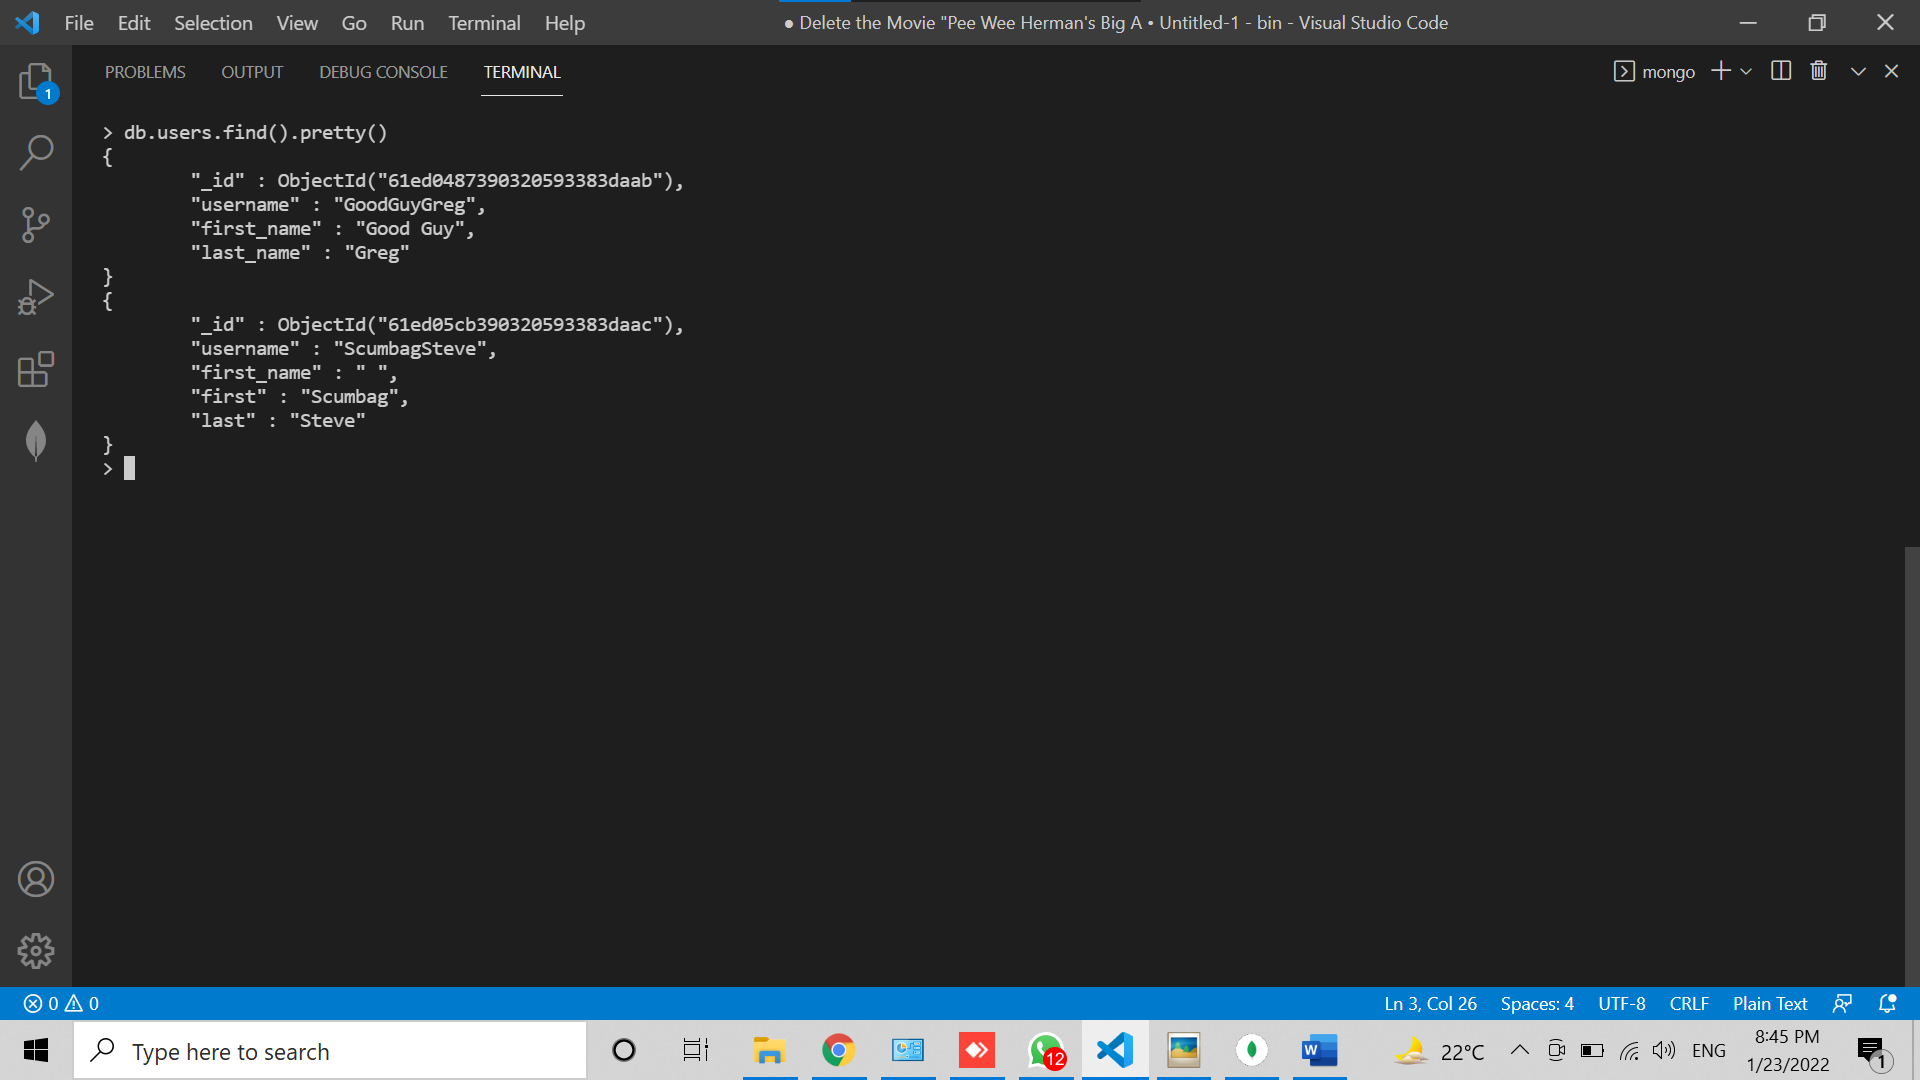 File Edit Selection View Go Run Terminal Help
● Delete the Movie "Pee Wee Herman's Big A • Untitled-1 - bin - Visual Studio Code
PROBLEMS OUTPUT DEBUG CONSOLE TERMINAL
mongo
1
> db.users.find().pretty()
{
"_id" : ObjectId("61ed0487390320593383daab"),
"username" : "GoodGuyGreg",
"first_name" : "Good Guy",
"last_name" : "Greg"
}
{
"_id" : ObjectId("61ed05cb390320593383daac"),
"username" : "ScumbagSteve",
"first_name" : " ",
"first" : "Scumbag",
"last" : "Steve"
}
>
0 0
Ln 3, Col 26 Spaces: 4 UTF-8 CRLF Plain Text
Type here to search
12
W
22°C
ENG
8:45 PM
1/23/2022
1